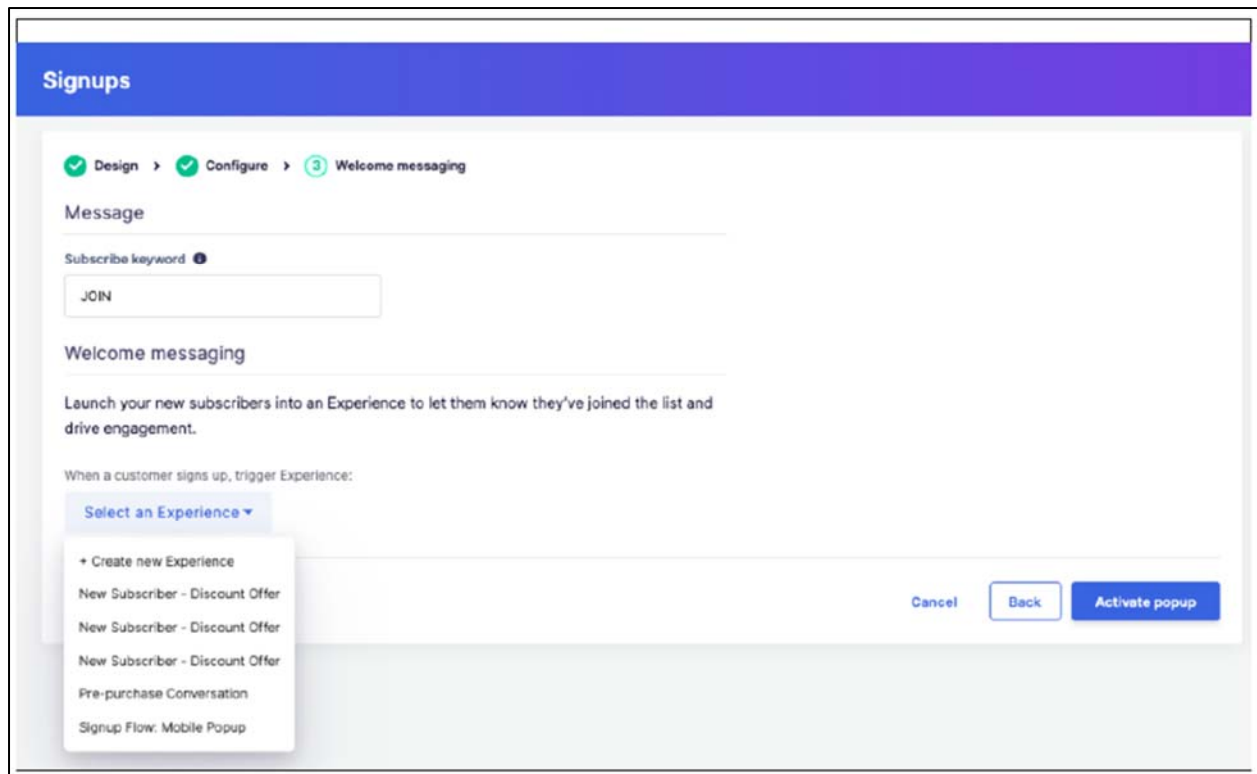 Signups
Design > Configure > 3 Welcome messaging
Message
Subscribe keyword
JOIN
Welcome messaging
Launch your new subscribers into an Experience to let them know they've joined the list and
drive engagement.
When a customer signs up, trigger Experience:
Select an Experience
+ Create new Experience
New Subscriber - Discount Offer
New Subscriber - Discount Offer
New Subscriber - Discount Offer
Pre-purchase Conversation
Signup Flow: Mobile Popup
Cancel Back Activate popup